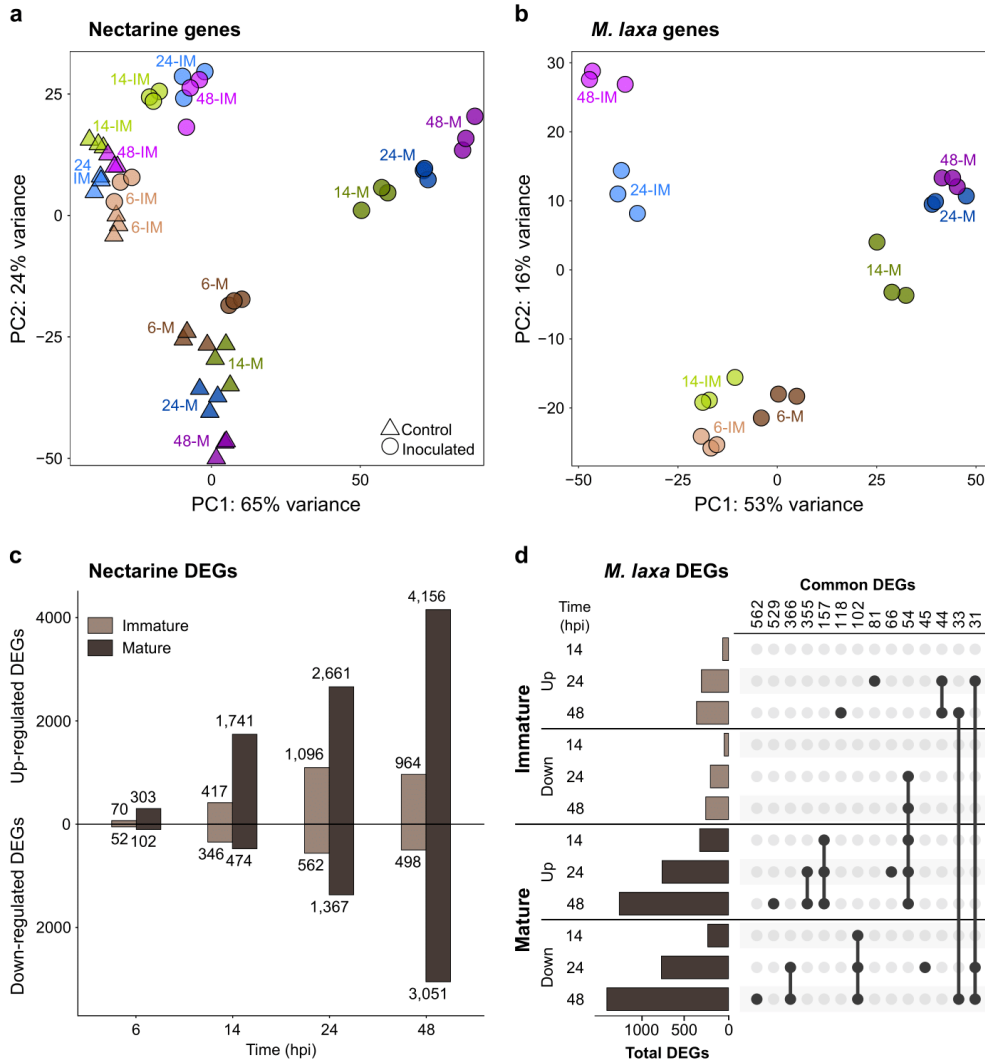 a
Nectarine genes
24-IM
14-IM
48-IM
14-IM
48-IM
24
IM
6-IM
6-IM
48-M
24-M
14-M
6-M
6-M
14-M
24-M
48-M
Control
Inoculated
25
0
−25
−50
PC2: 24% variance
0
50
PC1: 65% variance
b
M. laxa genes
48-IM
24-IM
48-M
24-M
14-M
14-IM
6-M
6-IM
30
20
10
0
−10
−20
PC2: 16% variance
−50
−25
0
25
50
PC1: 53% variance
c
Nectarine DEGs
Immature
Mature
4000
2000
0
2000
Up-regulated DEGs
Down-regulated DEGs
70
303
52
102
417
1,741
346
474
1,096
2,661
562
1,367
964
4,156
498
3,051
6
14
24
48
Time (hpi)
d
M. laxa DEGs
Common DEGs
Time
(hpi)
562
529
366
355
157
118
102
81
66
54
45
44
33
31
Immature
Up
14
24
48
Down
14
24
48
Mature
Up
14
24
48
Down
14
24
48
1000
500
0
Total DEGs